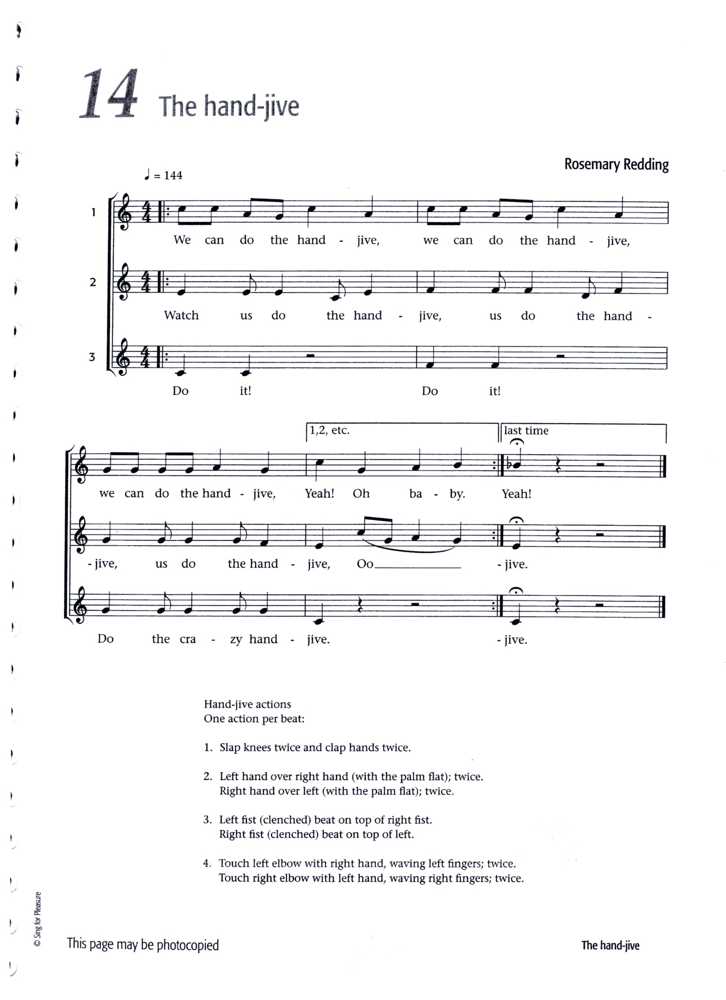 14 The hand-jive
Rosemary Redding
♩ = 144
1
We can do the hand - jive, we can do the hand - jive,
2
Watch us do the hand - jive, us do the hand -
3
Do it! Do it!
1,2, etc. last time
we can do the hand - jive, Yeah! Oh ba - by. Yeah!
- jive, us do the hand - jive, Oo - jive.
Do the cra - zy hand - jive. - jive.
Hand-jive actions
One action per beat:
1. Slap knees twice and clap hands twice.
2. Left hand over right hand (with the palm flat); twice.
Right hand over left (with the palm flat); twice.
3. Left fist (clenched) beat on top of right fist.
Right fist (clenched) beat on top of left.
4. Touch left elbow with right hand, waving left fingers; twice.
Touch right elbow with left hand, waving right fingers; twice.
© Sing for Pleasure
This page may be photocopied
The hand-jive